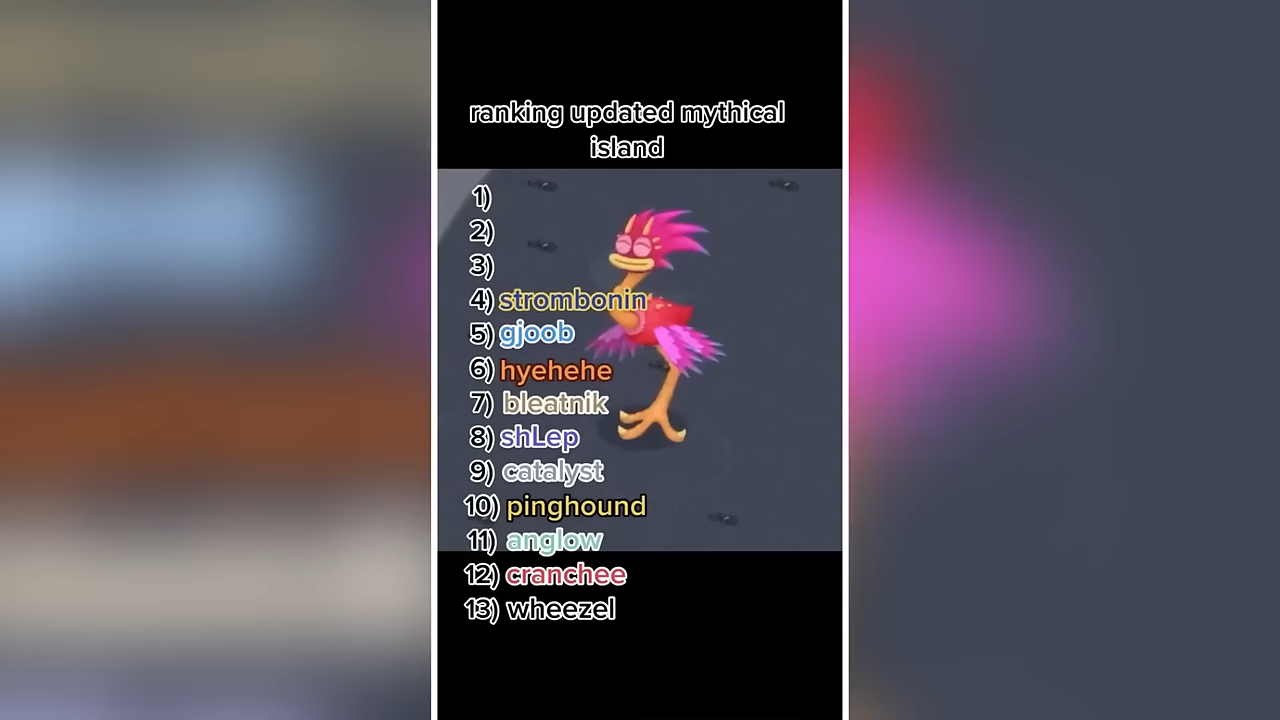 ranking updated mythical
island
1)
2)
3)
4) strombonin
5) gjoob
6) hyehehe
7) bleatnik
8) shLep
9) catalyst
10) pinghound
11) anglow
12) cranchee
13) wheezel